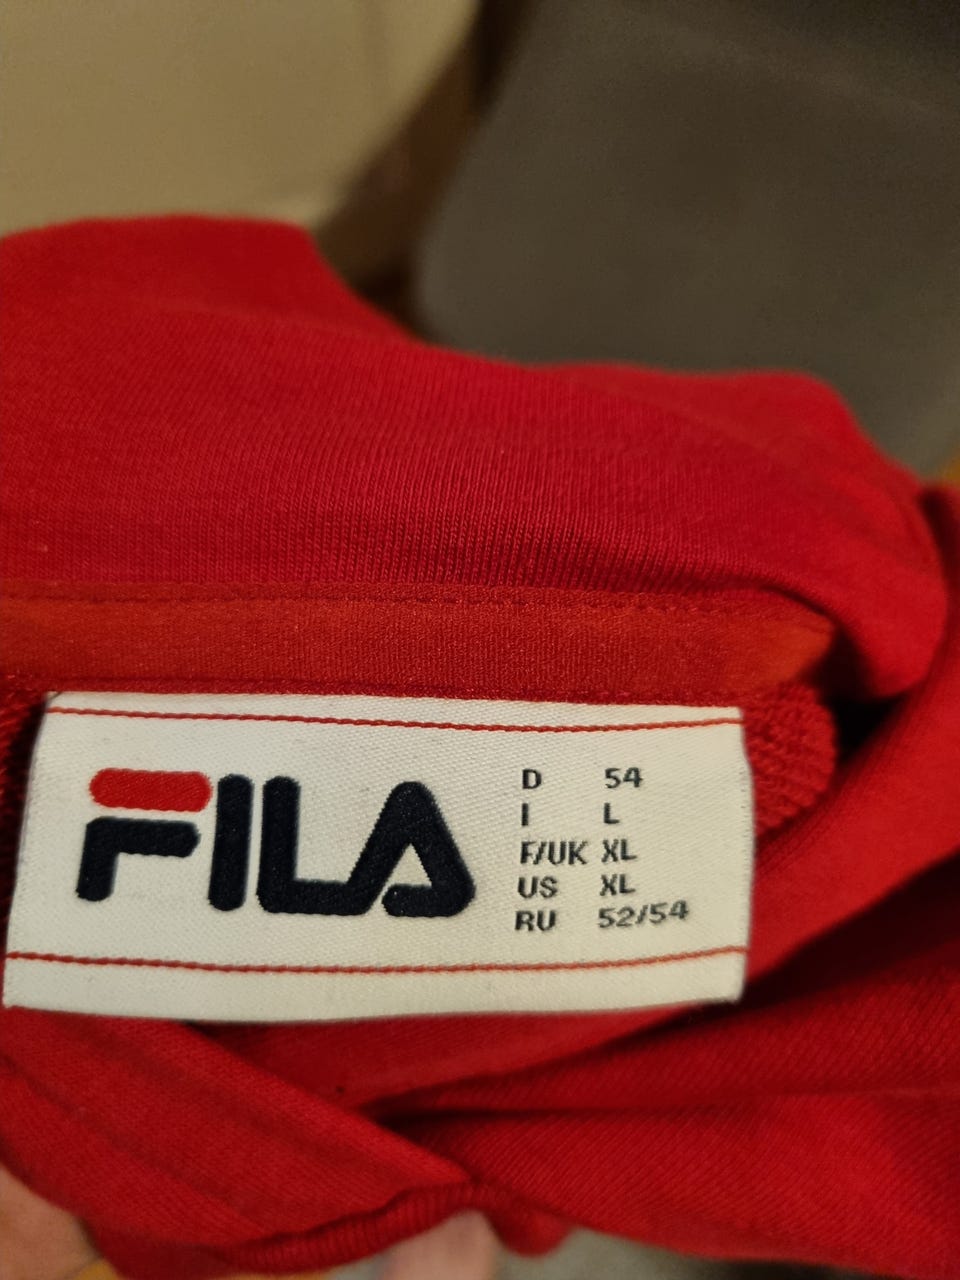 FILA
D 54
I L
F/UK XL
US XL
RU 52/54